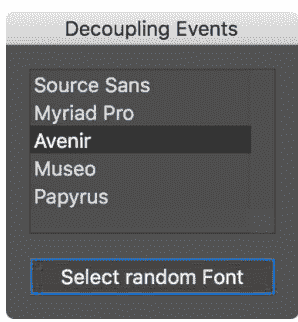 Decoupling Events
Source Sans
Myriad Pro
Avenir
Museo
Papyrus
Select random Font